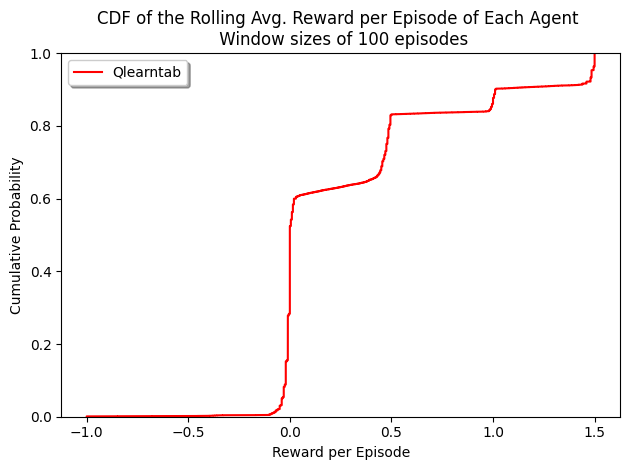 CDF of the Rolling Avg. Reward per Episode of Each Agent
Window sizes of 100 episodes
Qlearntab
1.0
0.8
0.6
0.4
0.2
0.0
Cumulative Probability
−1.0
−0.5
0.0
0.5
1.0
1.5
Reward per Episode